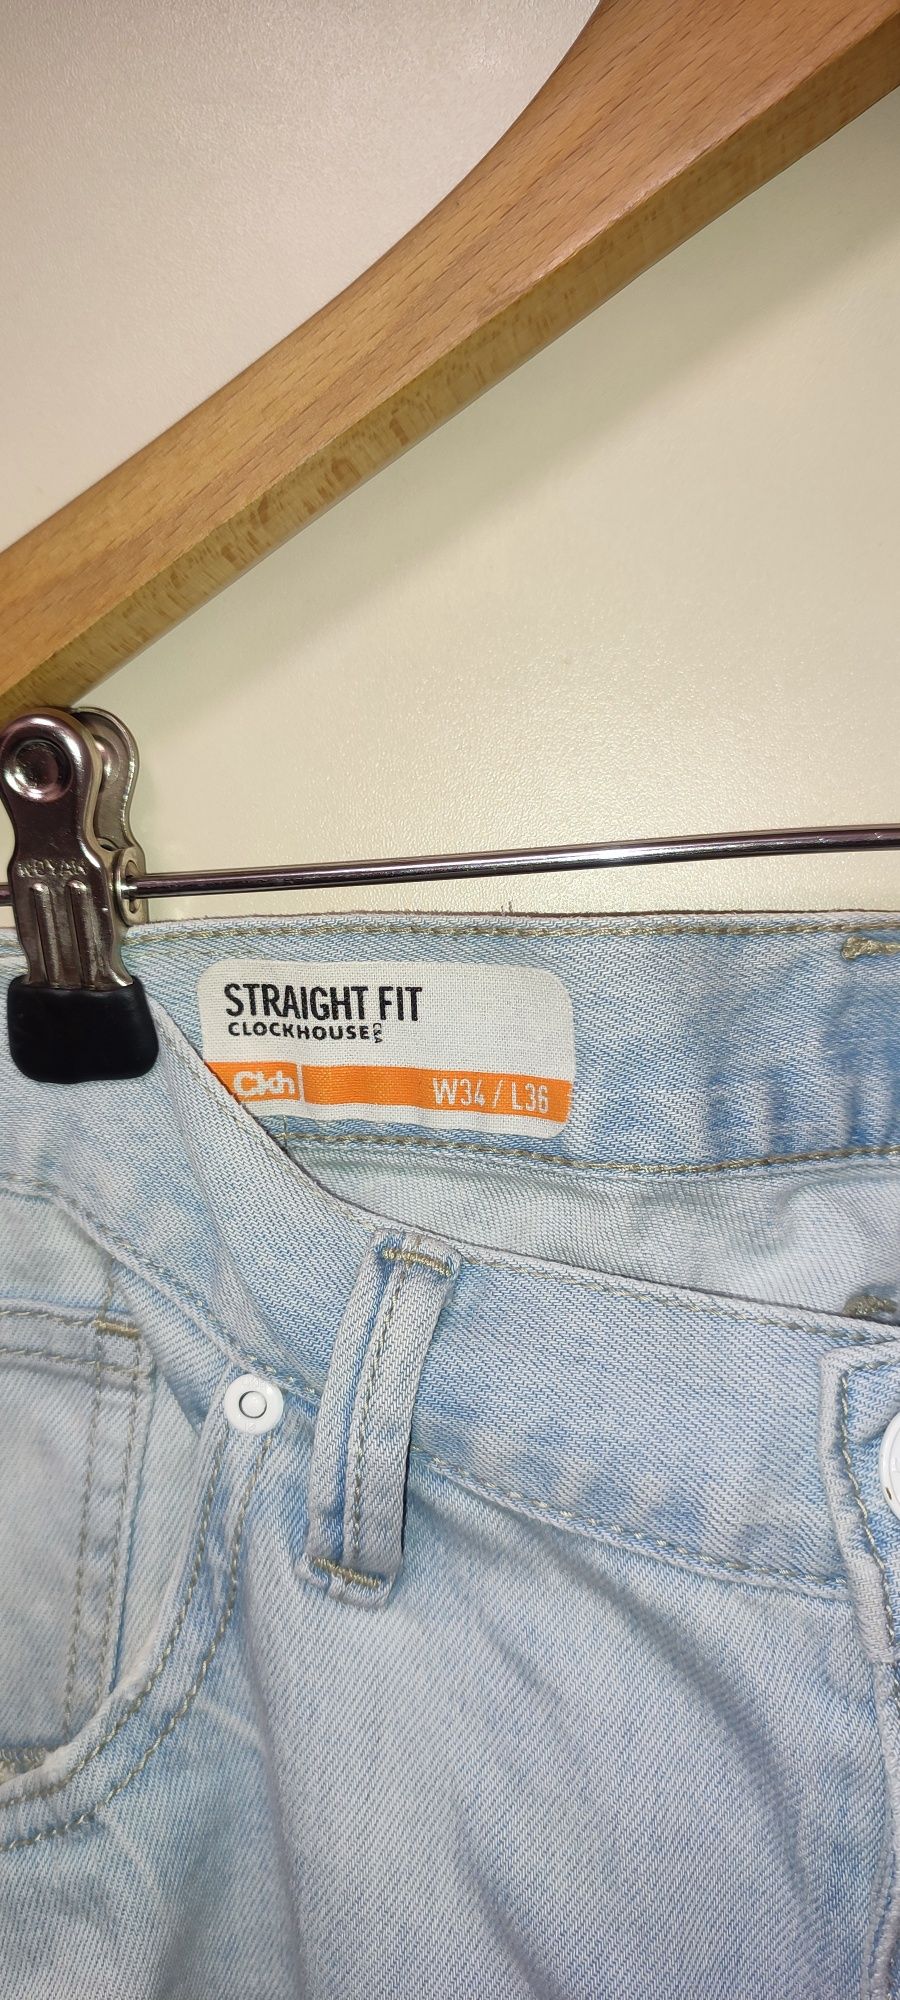 STRAIGHT FIT
CLOCKHOUSE
Ckh
W34 / L36